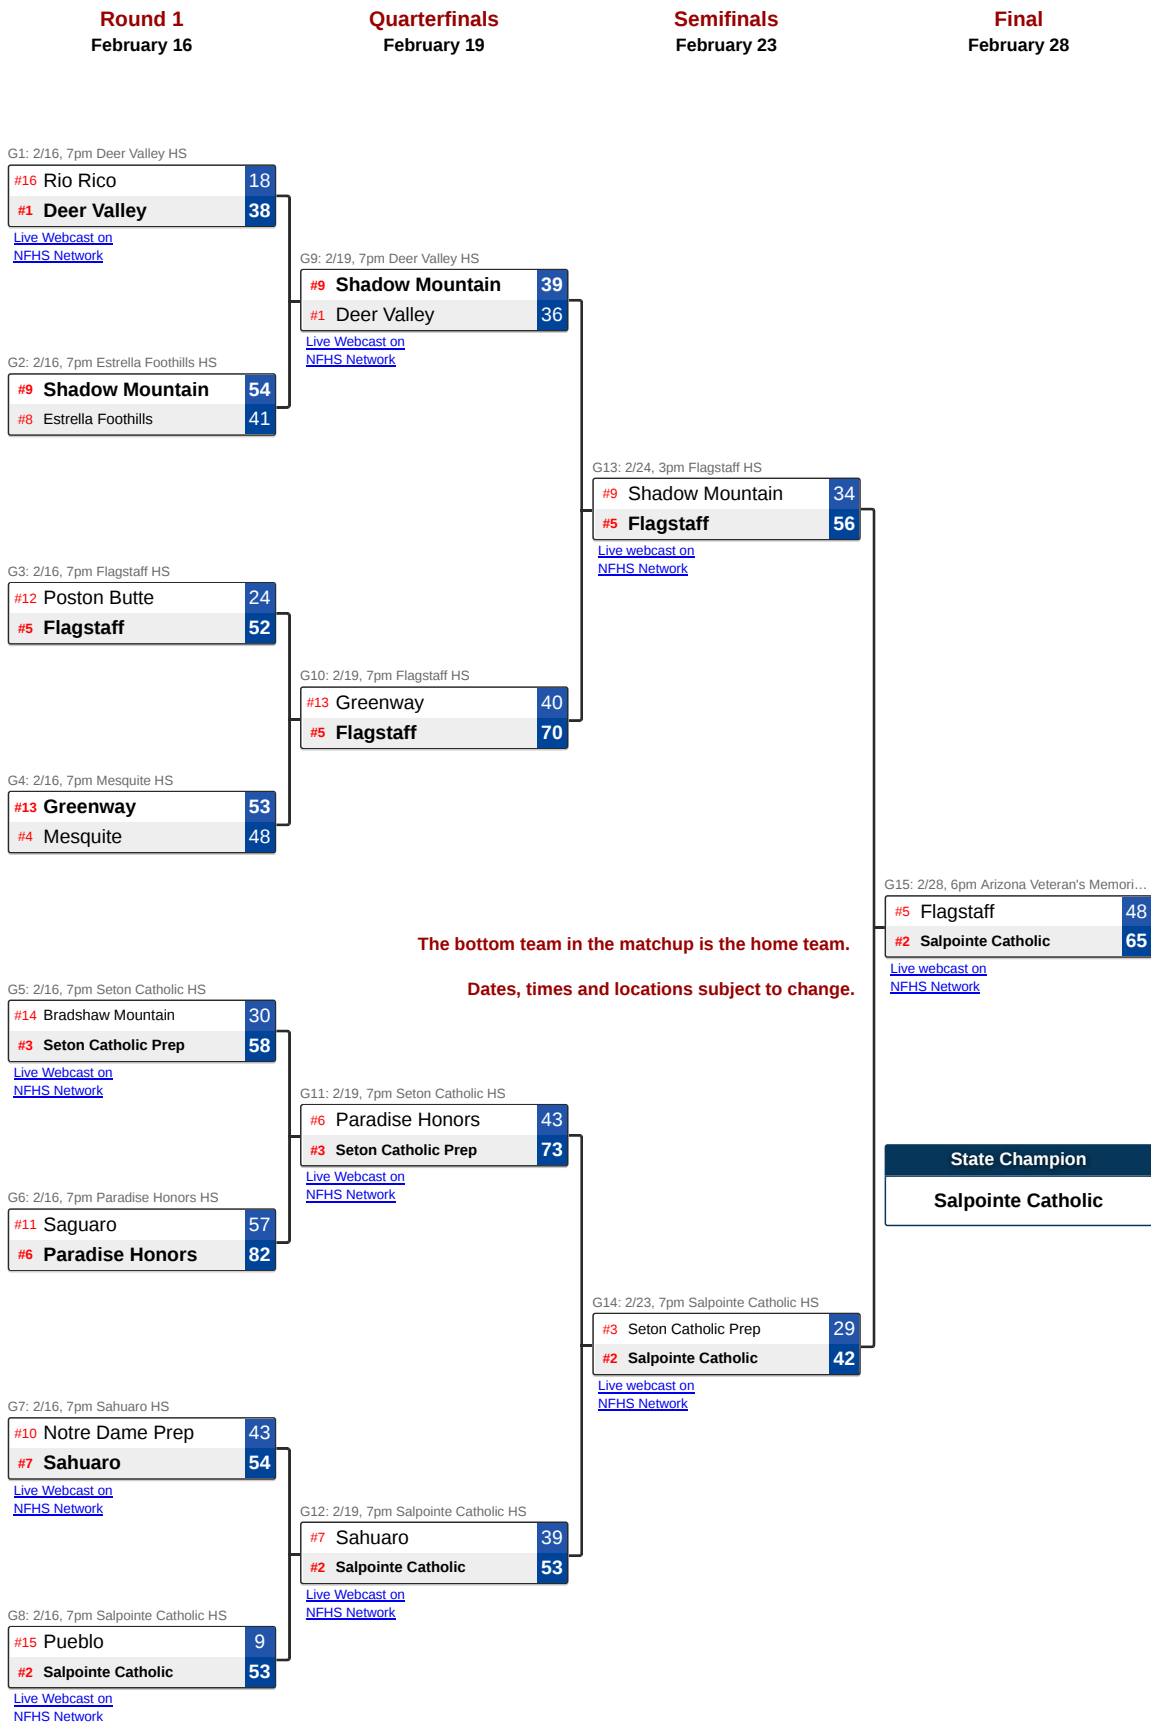 Round 1
February 16
Quarterfinals
February 19
Semifinals
February 23
Final
February 28
G1: 2/16, 7pm Deer Valley HS
#16 Rio Rico 18
#1 Deer Valley 38
Live Webcast on
NFHS Network
G2: 2/16, 7pm Estrella Foothills HS
#9 Shadow Mountain 54
#8 Estrella Foothills 41
G3: 2/16, 7pm Flagstaff HS
#12 Poston Butte 24
#5 Flagstaff 52
G4: 2/16, 7pm Mesquite HS
#13 Greenway 53
#4 Mesquite 48
G5: 2/16, 7pm Seton Catholic HS
#14 Bradshaw Mountain 30
#3 Seton Catholic Prep 58
Live Webcast on
NFHS Network
G6: 2/16, 7pm Paradise Honors HS
#11 Saguaro 57
#6 Paradise Honors 82
G7: 2/16, 7pm Sahuaro HS
#10 Notre Dame Prep 43
#7 Sahuaro 54
Live Webcast on
NFHS Network
G8: 2/16, 7pm Salpointe Catholic HS
#15 Pueblo 9
#2 Salpointe Catholic 53
Live Webcast on
NFHS Network
G9: 2/19, 7pm Deer Valley HS
#9 Shadow Mountain 39
#1 Deer Valley 36
Live Webcast on
NFHS Network
G10: 2/19, 7pm Flagstaff HS
#13 Greenway 40
#5 Flagstaff 70
G11: 2/19, 7pm Seton Catholic HS
#6 Paradise Honors 43
#3 Seton Catholic Prep 73
Live Webcast on
NFHS Network
G12: 2/19, 7pm Salpointe Catholic HS
#7 Sahuaro 39
#2 Salpointe Catholic 53
Live Webcast on
NFHS Network
G13: 2/24, 3pm Flagstaff HS
#9 Shadow Mountain 34
#5 Flagstaff 56
Live webcast on
NFHS Network
The bottom team in the matchup is the home team.
Dates, times and locations subject to change.
G14: 2/23, 7pm Salpointe Catholic HS
#3 Seton Catholic Prep 29
#2 Salpointe Catholic 42
Live webcast on
NFHS Network
G15: 2/28, 6pm Arizona Veteran's Memori...
#5 Flagstaff 48
#2 Salpointe Catholic 65
Live webcast on
NFHS Network
State Champion
Salpointe Catholic